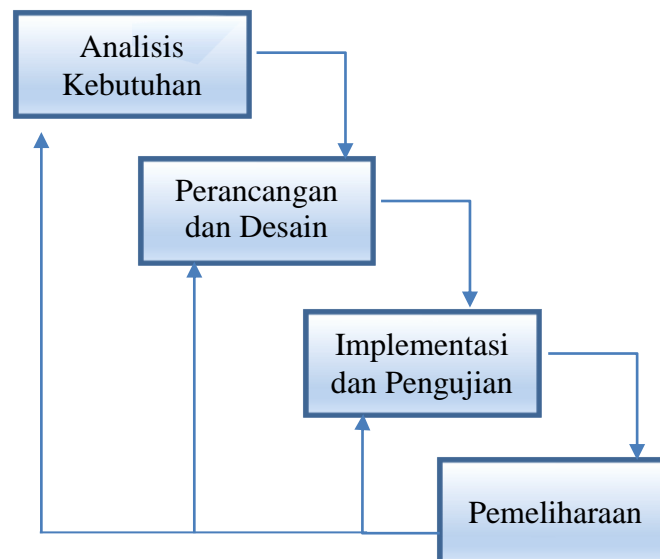 Analisis
Kebutuhan
Perancangan
dan Desain
Implementasi
dan Pengujian
Pemeliharaan